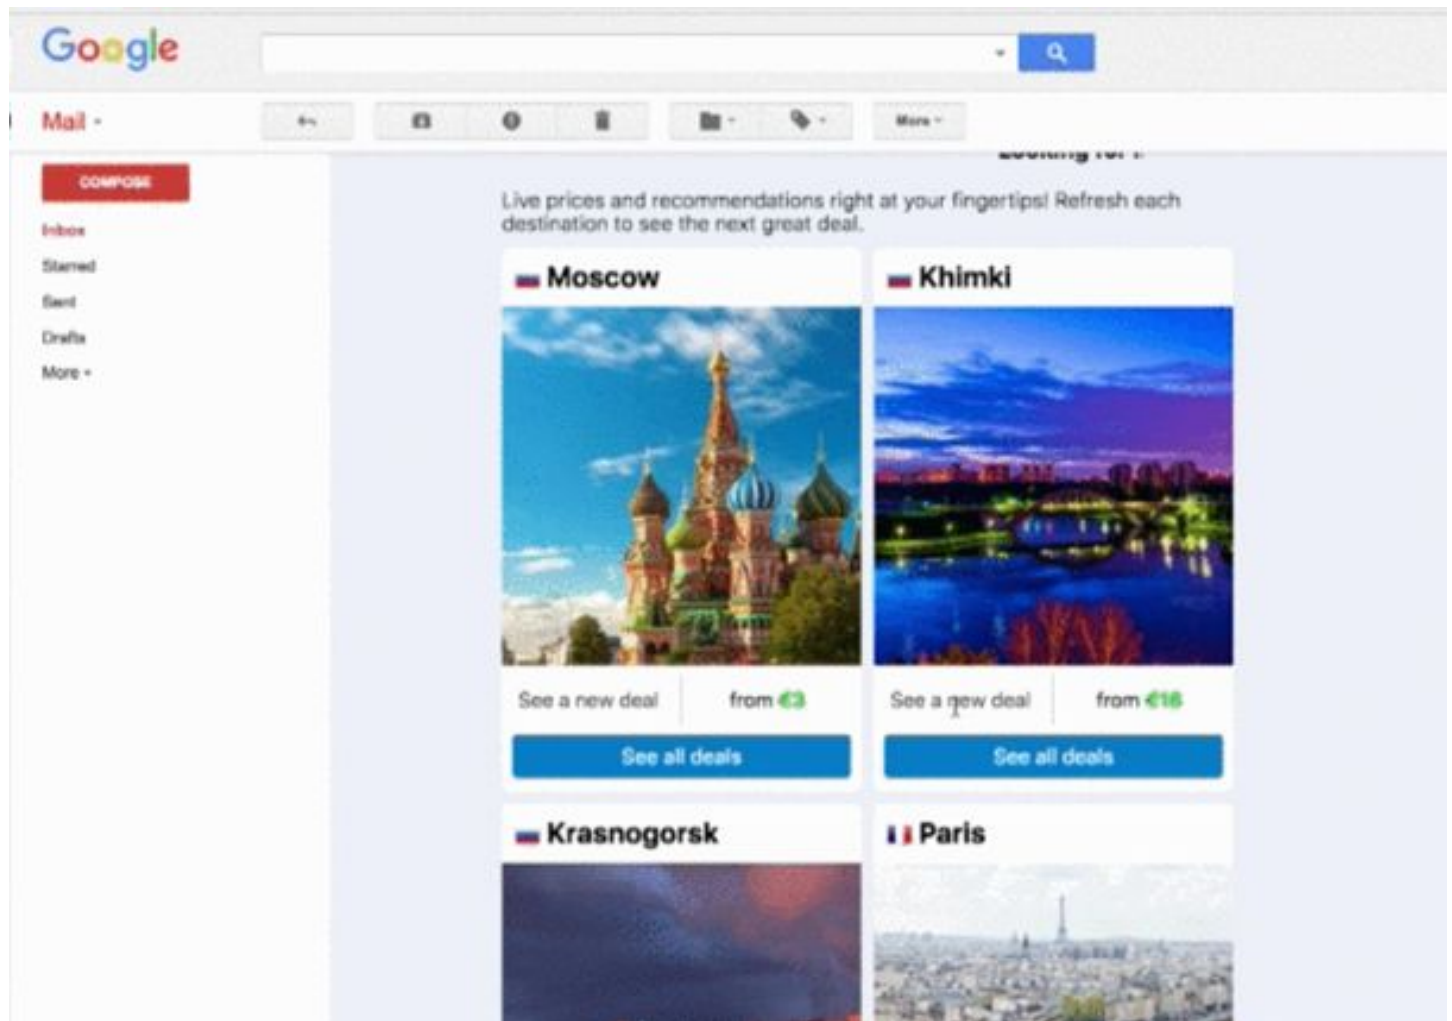 Google
Mail
More
COMPOSE
Inbox
Starred
Sent
Drafts
More
Looking for
Live prices and recommendations right at your fingertips! Refresh each
destination to see the next great deal.
Moscow
Khimki
See a new deal
from €3
See a new deal
from €16
See all deals
See all deals
Krasnogorsk
Paris